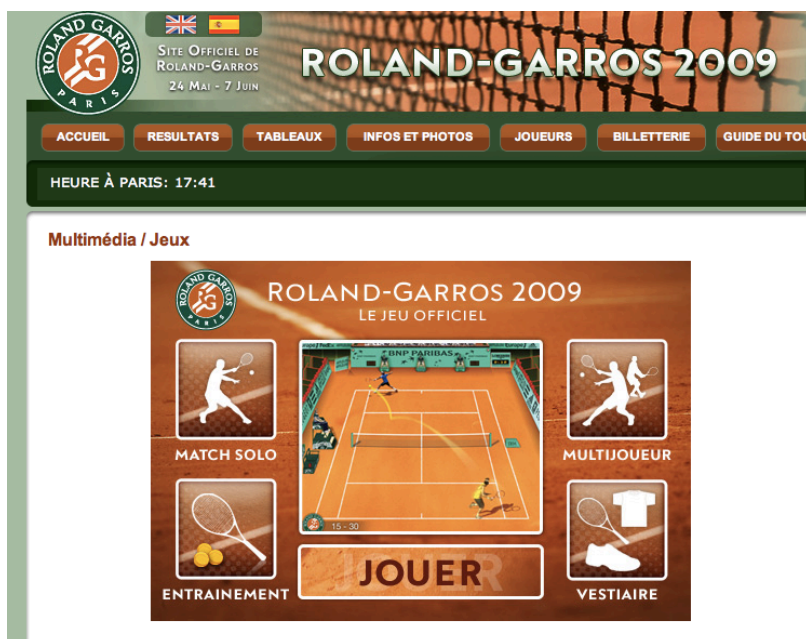 ROLAND GARROS
PARIS
SITE OFFICIEL DE
ROLAND-GARROS
24 MAI - 7 JUIN
ROLAND-GARROS 2009
ACCUEIL RESULTATS TABLEAUX INFOS ET PHOTOS JOUEURS BILLETTERIE GUIDE DU TOU
HEURE À PARIS: 17:41
Multimédia / Jeux
ROLAND GARROS
PARIS
ROLAND-GARROS 2009
LE JEU OFFICIEL
BNP PARIBAS
MATCH SOLO
MULTIJOUEUR
15 - 30
ENTRAINEMENT
JOUER
VESTIAIRE